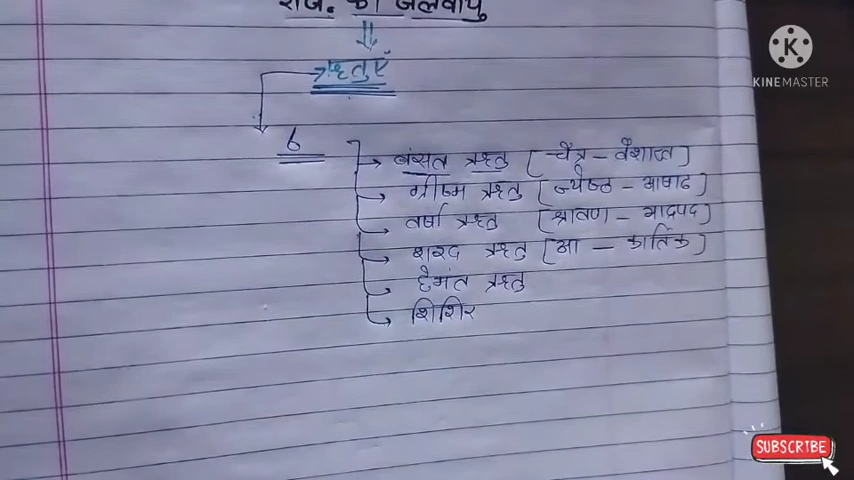 राज. की जलवायु
ऋतुएँ
6
बंसत ऋतु [चैत्र - वैशाख]
ग्रीष्म ऋतु [ज्येष्ठ - आषाढ]
वर्षा ऋतु [श्रावण - भाद्रपद]
शरद ऋतु [आ - कार्तिक]
हेमंत ऋतु
शिशिर
K
KINEMASTER
SUBSCRIBE